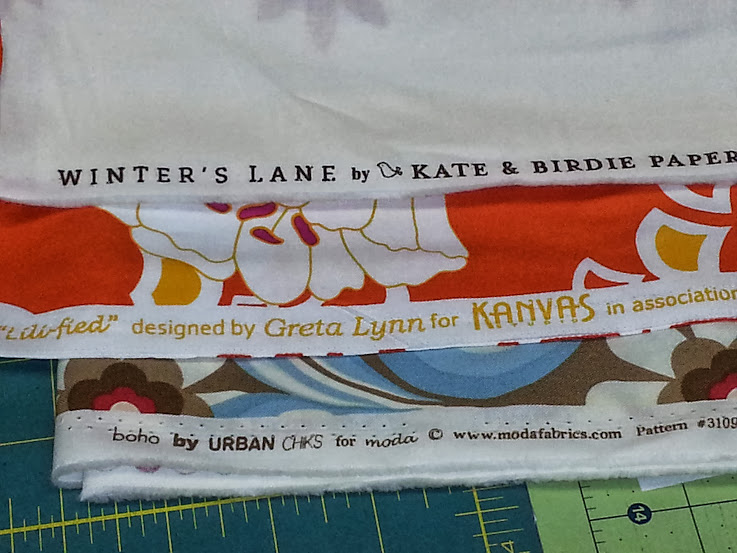 WINTER'S LANE by KATE & BIRDIE PAPER
"Lili-fied" designed by Greta Lynn for KANVAS in association
boho by URBAN CHKS for moda © www.modafabrics.com Pattern #3109
14